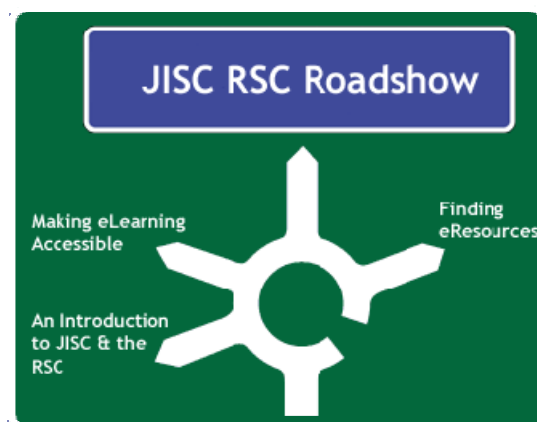 JISC RSC Roadshow
Making eLearning
Accessible
Finding
eResources
An Introduction
to JISC & the
RSC